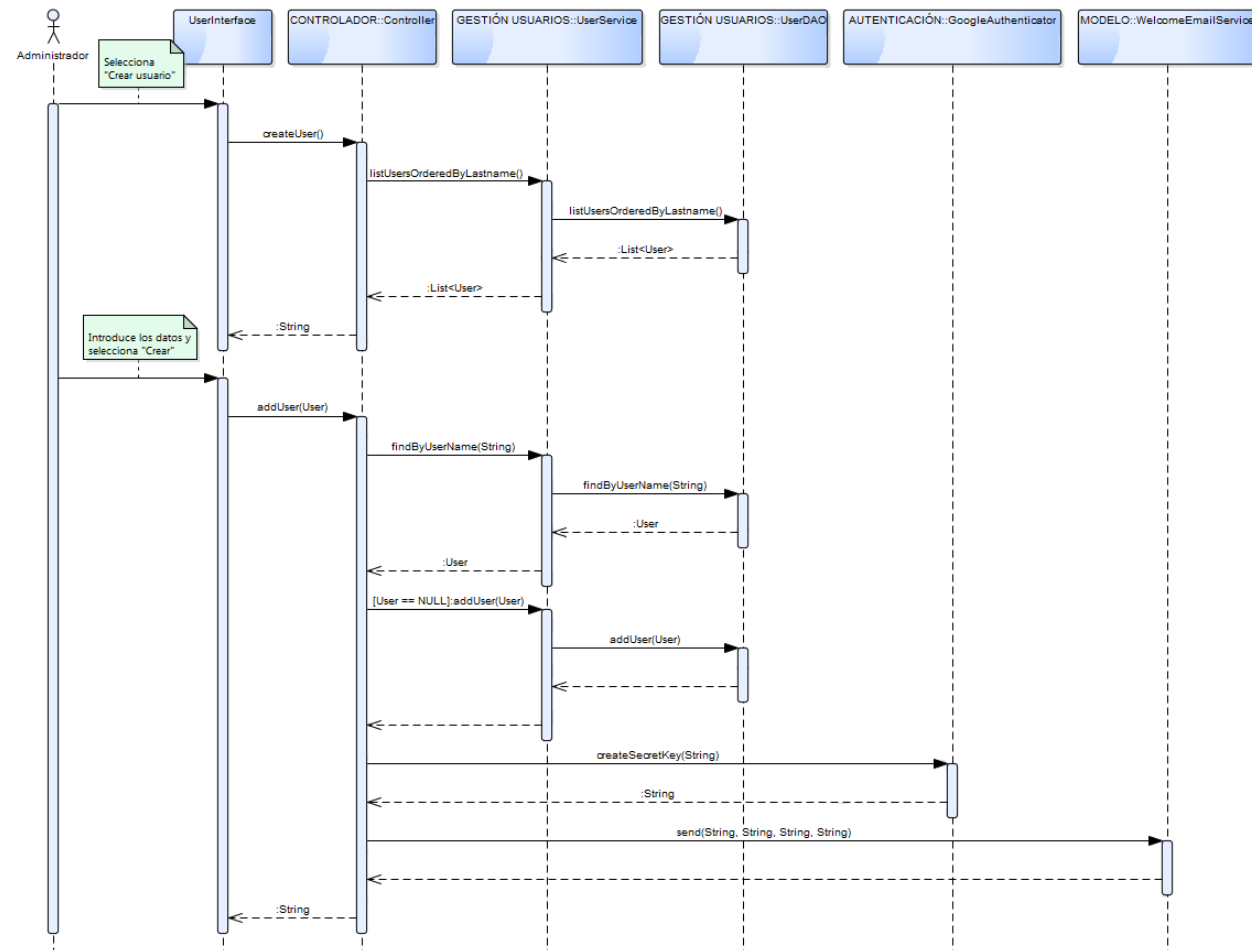 UserInterface
CONTROLADOR::Controller
GESTIÓN USUARIOS::UserService
GESTIÓN USUARIOS::UserDAO
AUTENTICACIÓN::GoogleAuthenticator
MODELO::WelcomeEmailService
Administrador
Selecciona
"Crear usuario"
createUser()
listUsersOrderedByLastname()
listUsersOrderedByLastname()
:List<User>
:List<User>
:String
Introduce los datos y
selecciona "Crear"
addUser(User)
findByUserName(String)
findByUserName(String)
:User
:User
[User == NULL]:addUser(User)
addUser(User)
createSecretKey(String)
:String
send(String, String, String, String)
:String